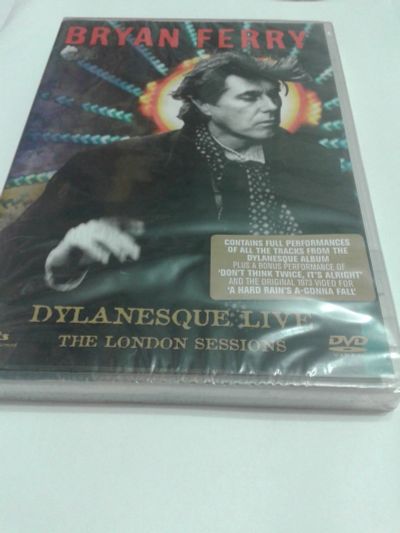 BRYAN FERRY
CONTAINS FULL PERFORMANCES
OF ALL THE TRACKS FROM THE
DYLANESQUE ALBUM
PLUS A BONUS PERFORMANCE OF
'DON'T THINK TWICE, IT'S ALRIGHT'
AND THE ORIGINAL 1973 VIDEO FOR
'A HARD RAIN'S A-GONNA FALL'
DYLANESQUE LIVE
THE LONDON SESSIONS
DVD